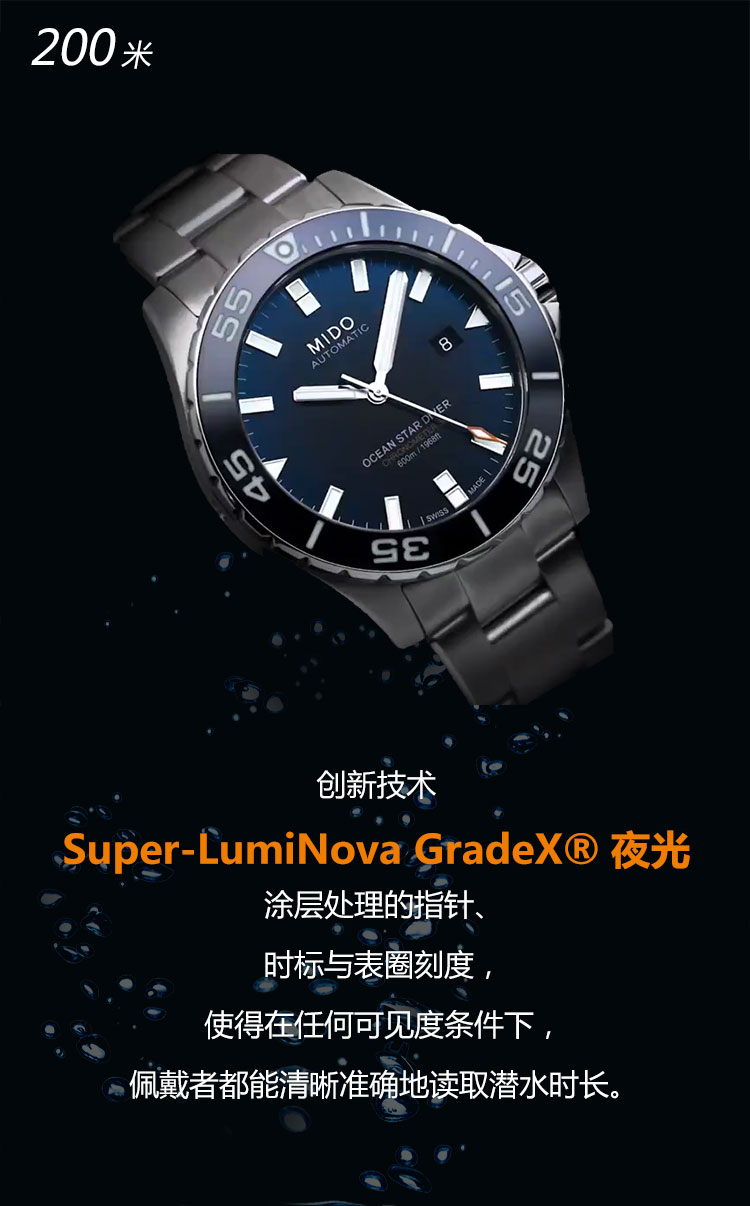 200 米
55
15
MIDO
AUTOMATIC
8
OCEAN STAR DIVER
CHRONOMETER
600m / 1968ft
25
45
SWISS MADE
35
创新技术
Super-LumiNova GradeX® 夜光
涂层处理的指针、
时标与表圈刻度，
使得在任何可见度条件下，
佩戴者都能清晰准确地读取潜水时长。